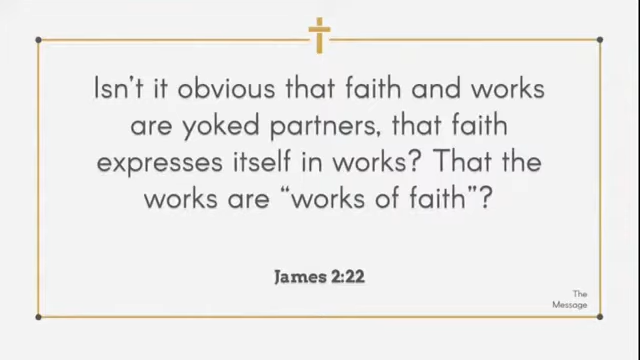 Isn't it obvious that faith and works
are yoked partners, that faith
expresses itself in works? That the
works are “works of faith”?
James 2:22
The
Message